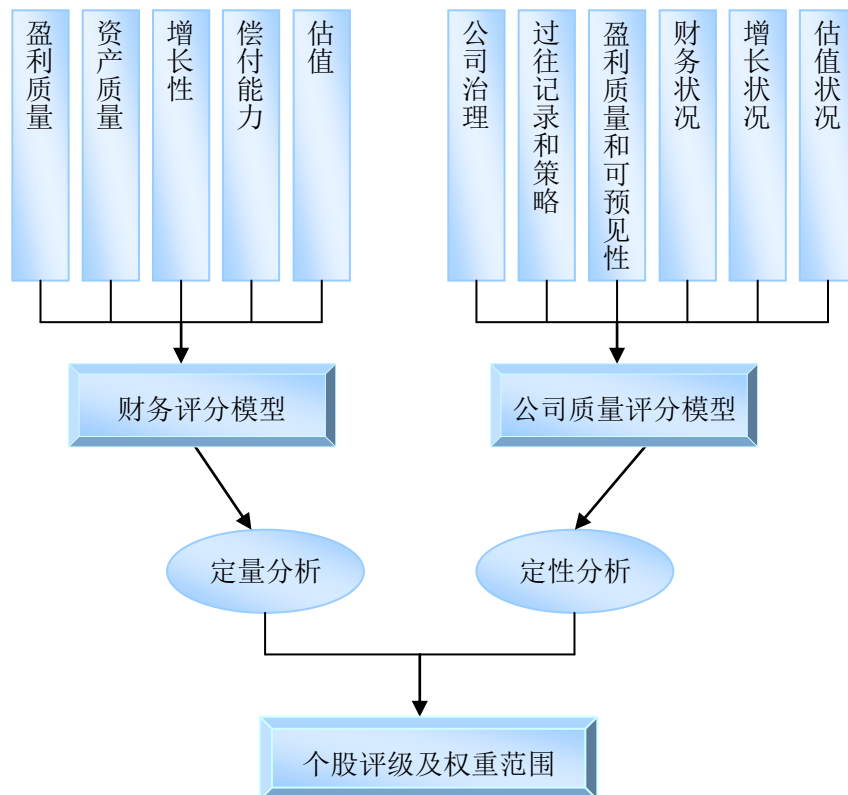 盈利质量
资产质量
增长性
偿付能力
估值
公司治理
过往记录和策略
盈利质量和可预见性
财务状况
增长状况
估值状况
财务评分模型
公司质量评分模型
定量分析
定性分析
个股评级及权重范围